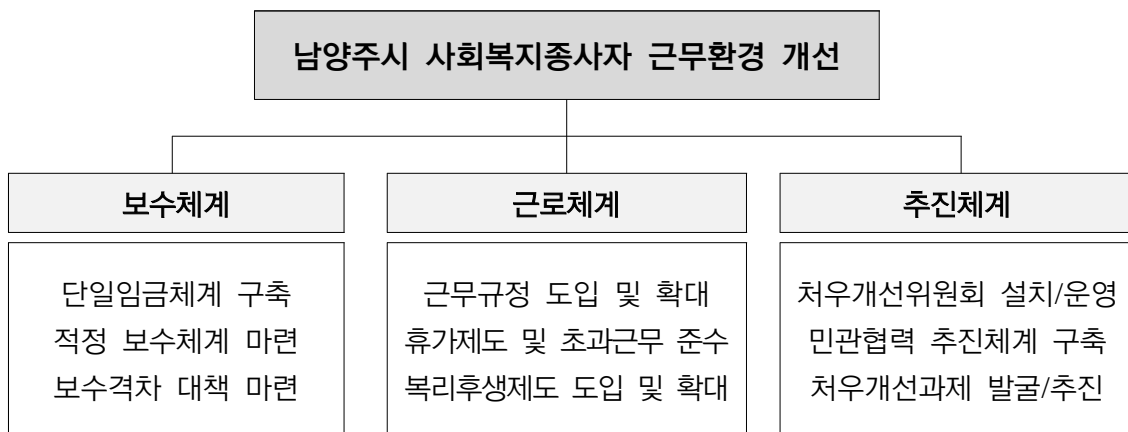 남양주시 사회복지종사자 근무환경 개선
보수체계
단일임금체계 구축
적정 보수체계 마련
보수격차 대책 마련
근로체계
근무규정 도입 및 확대
휴가제도 및 초과근무 준수
복리후생제도 도입 및 확대
추진체계
처우개선위원회 설치/운영
민관협력 추진체계 구축
처우개선과제 발굴/추진